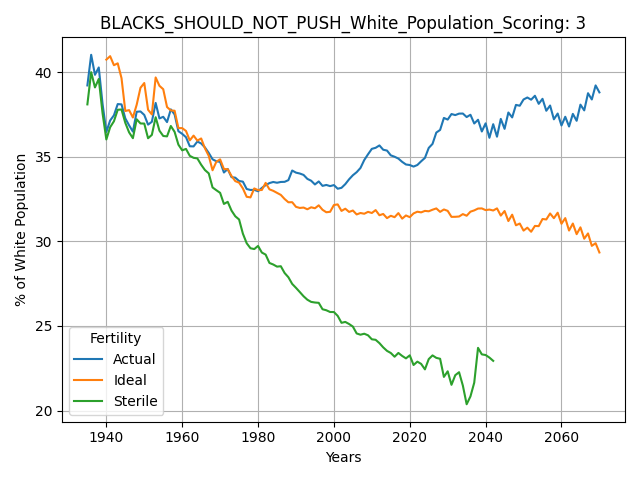 BLACKS_SHOULD_NOT_PUSH_White_Population_Scoring: 3
% of White Population
40
35
30
25
20
Fertility
Actual
Ideal
Sterile
1940 1960 1980 2000 2020 2040 2060
Years